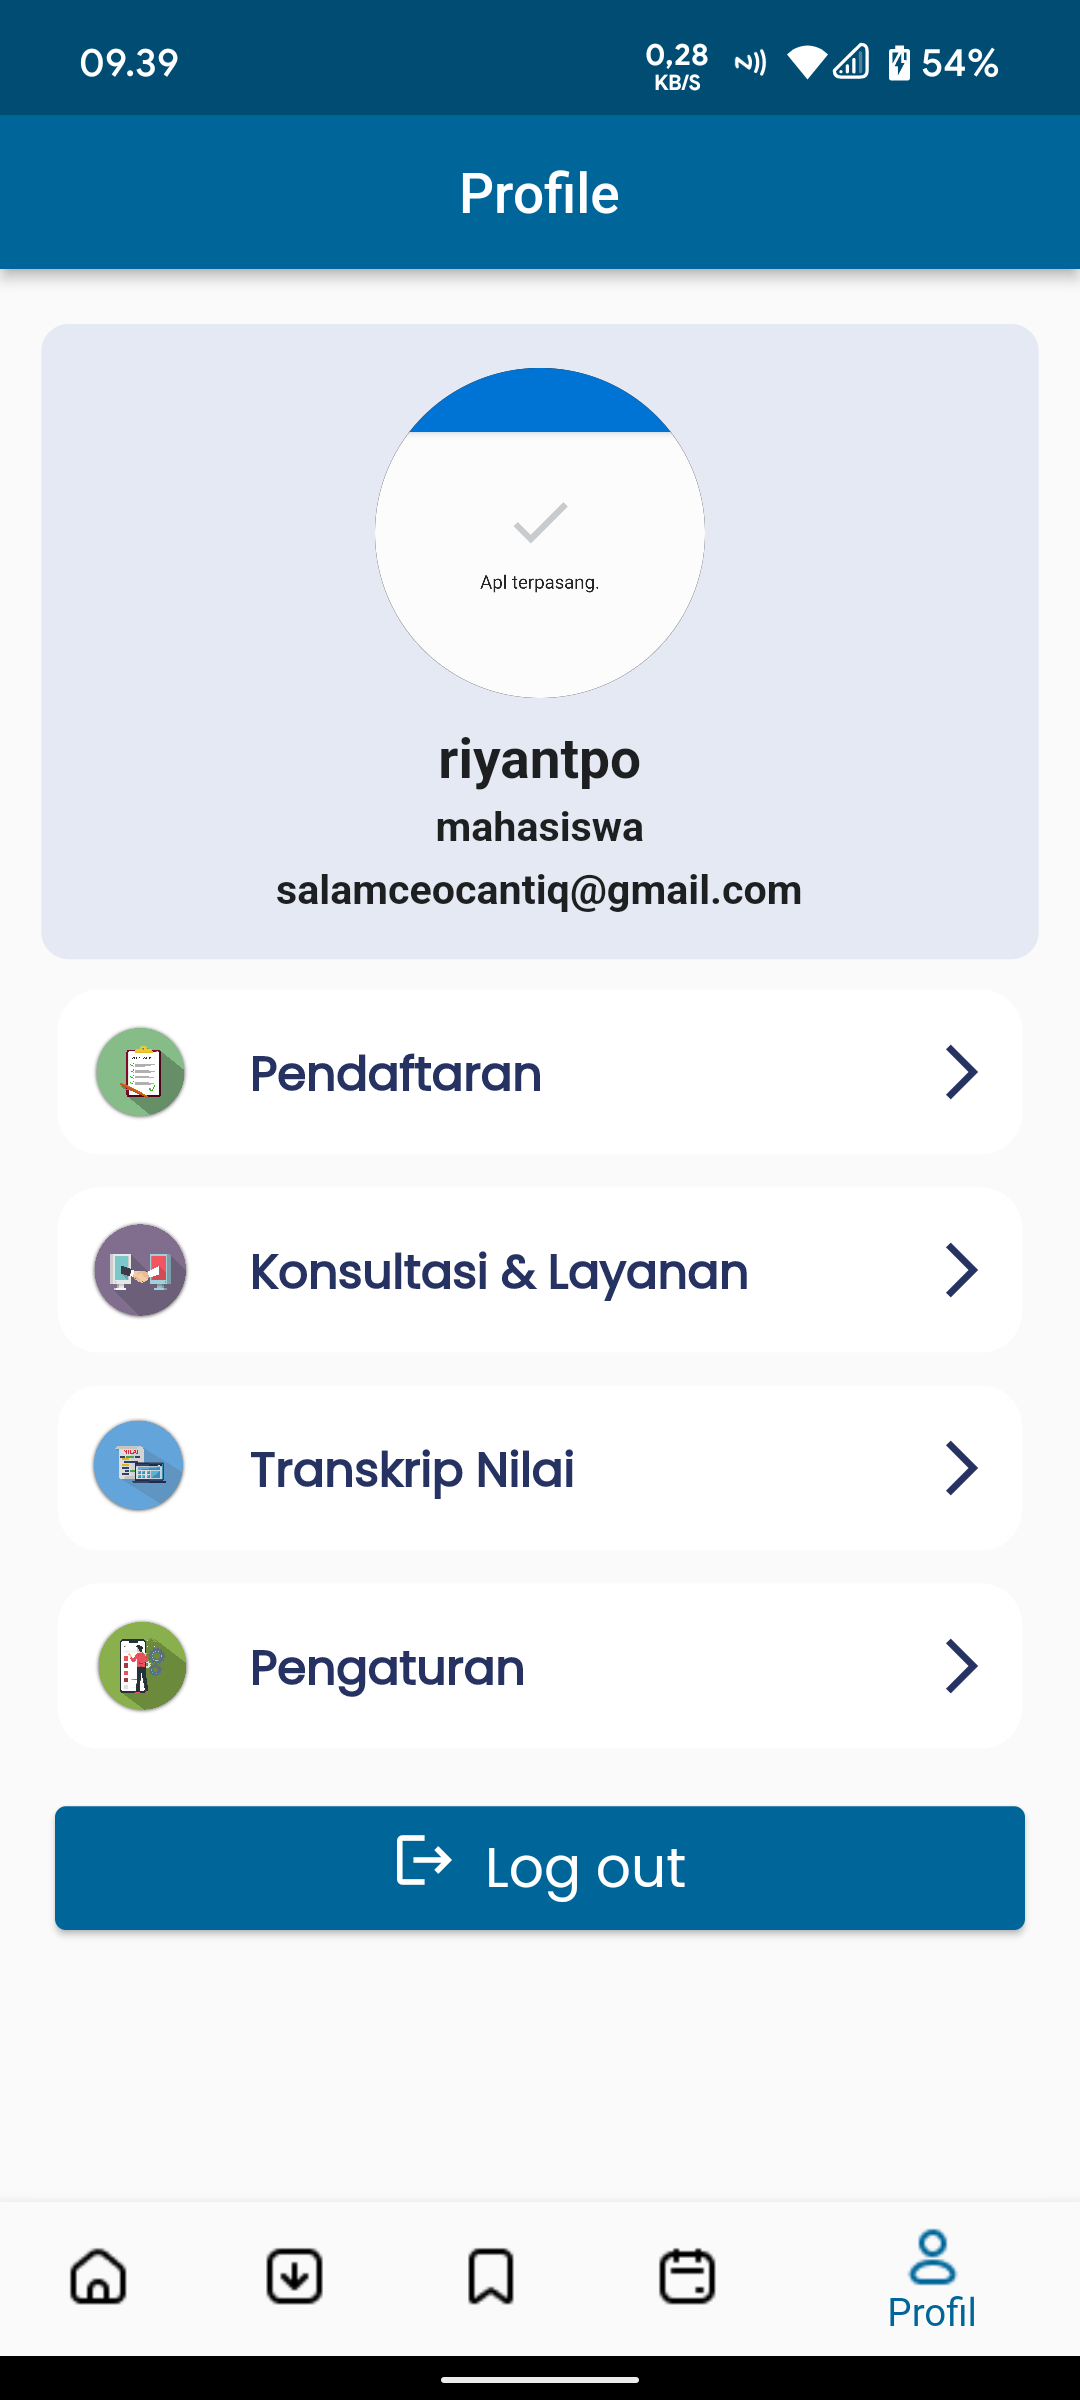 09.39
0,28
KB/S
54%
Profile
Apl terpasang.
riyantpo
mahasiswa
salamceocantiq@gmail.com
Pendaftaran
Konsultasi & Layanan
NILAI
Transkrip Nilai
Pengaturan
Log out
Profil